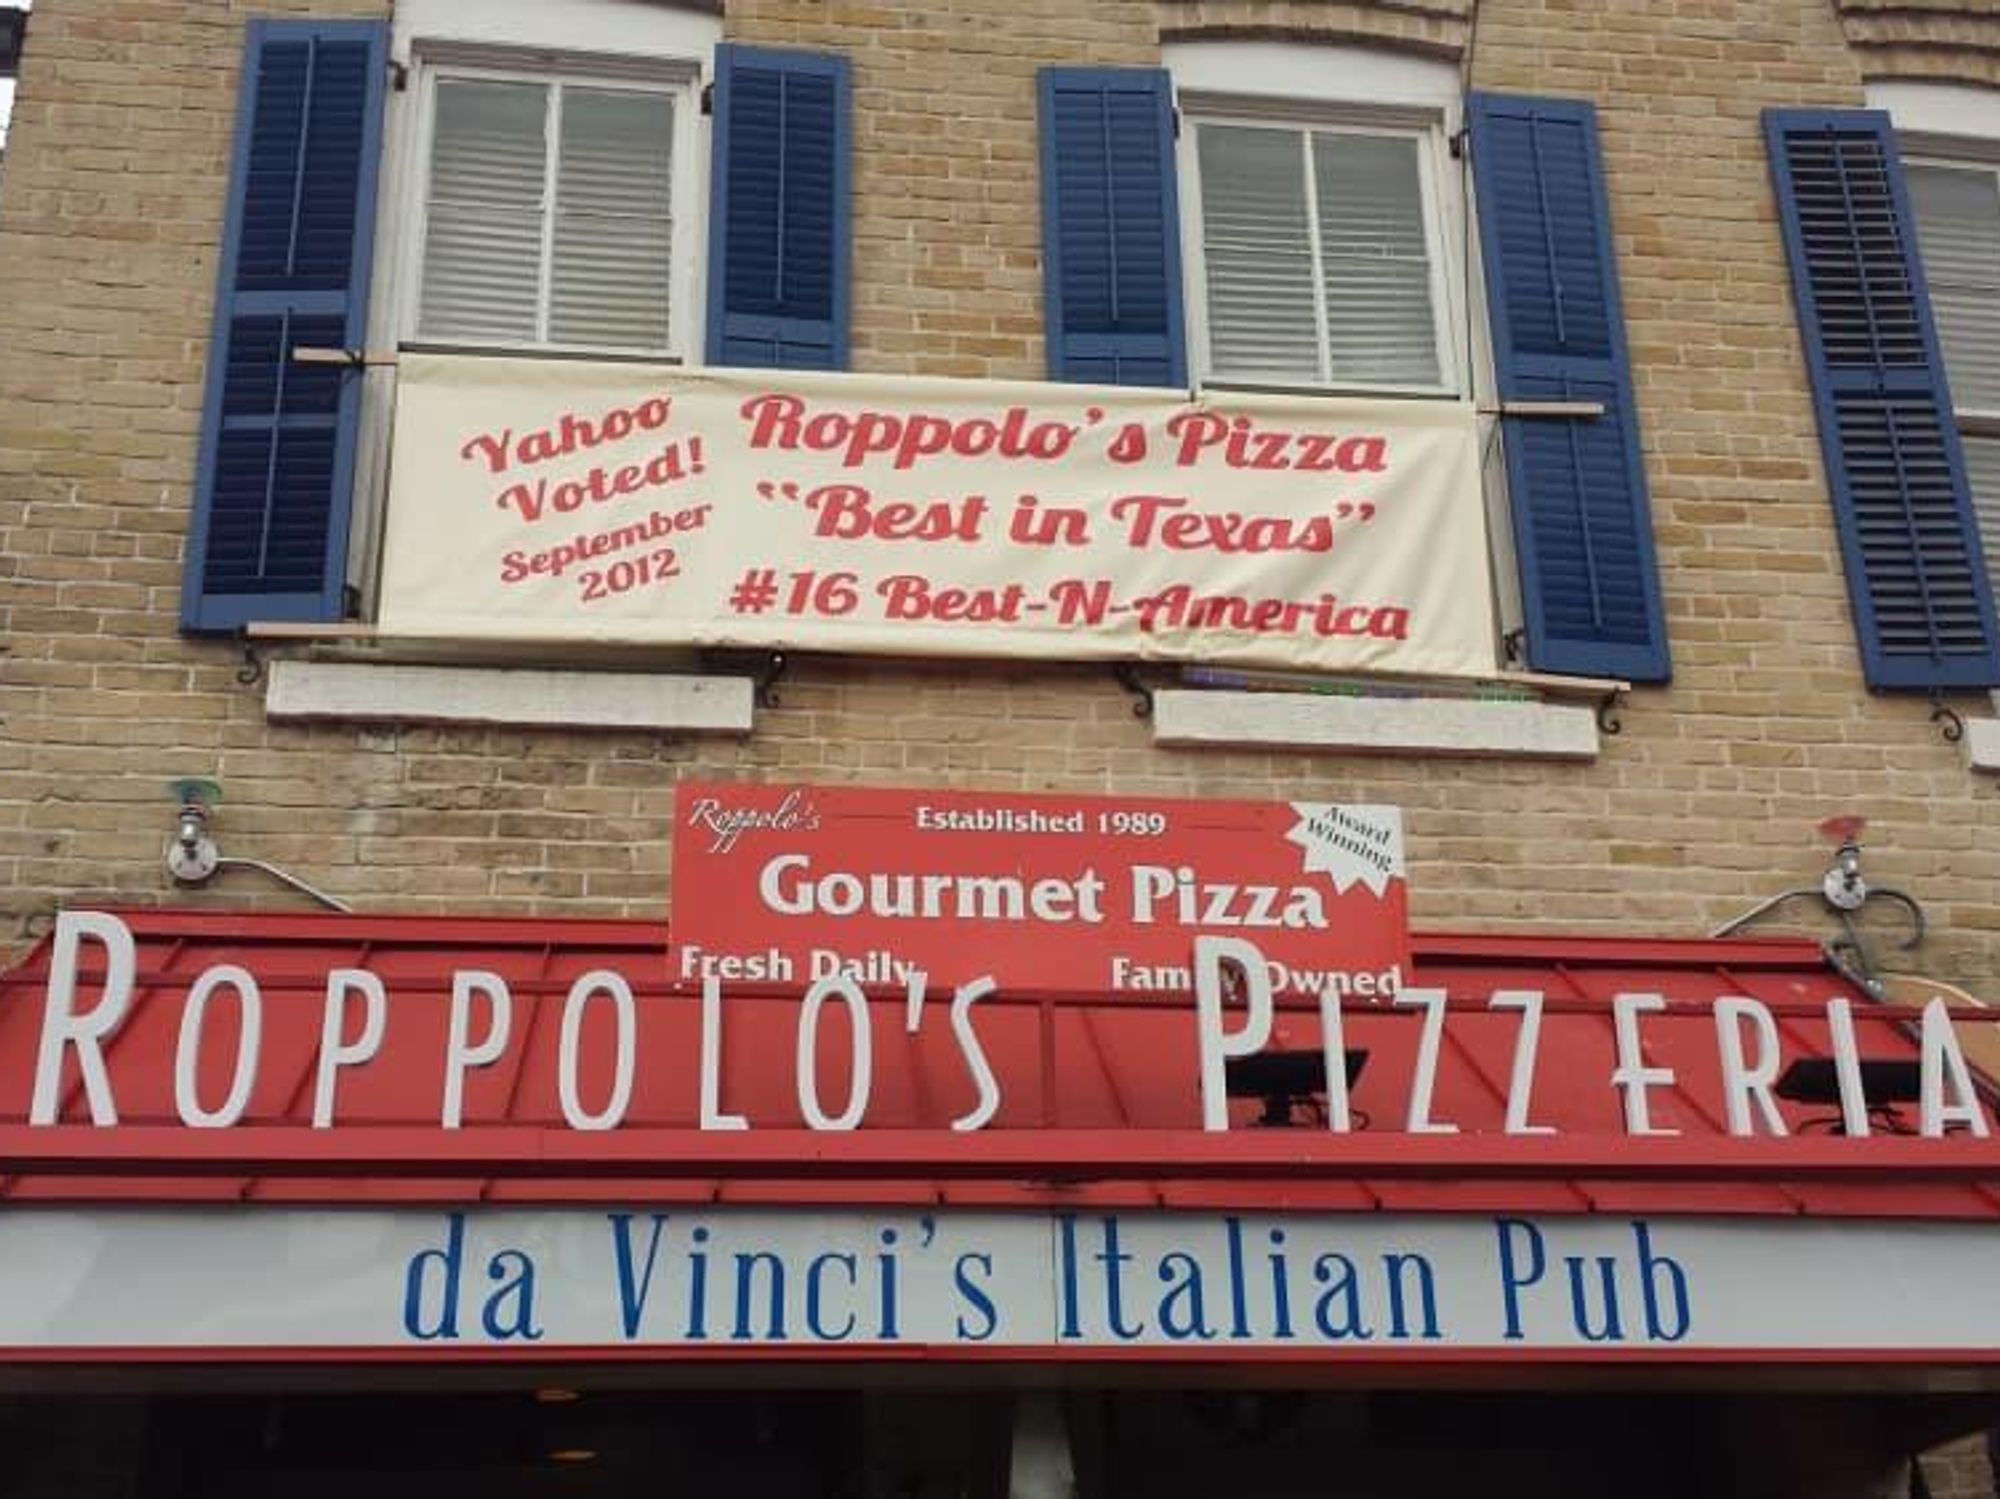 Yahoo
Voted!
September
2012
Roppolo's Pizza
"Best in Texas"
#16 Best-N-America
Roppolo's
Established 1989
Award
Winning
Gourmet Pizza
Fresh Daily
Family Owned
ROPPOLO'S PIZZERIA
da Vinci's Italian Pub